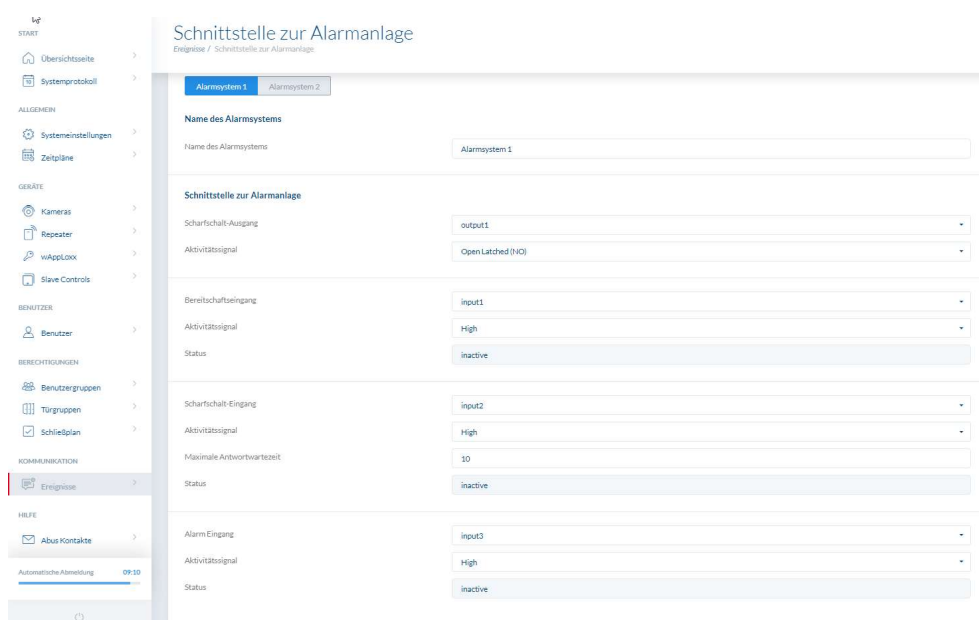 START
Übersichtsseite
Systemprotokoll
ALLGEMEIN
Systemeinstellungen
Zeitpläne
GERÄTE
Kameras
Repeater
wAppLoxx
Slave Controls
BENUTZER
Benutzer
BERECHTIGUNGEN
Benutzergruppen
Türgruppen
Schließplan
KOMMUNIKATION
Ereignisse
HILFE
Abus Kontakte
Automatische Abmeldung 09:10
Schnittstelle zur Alarmanlage
Ereignisse / Schnittstelle zur Alarmanlage
Alarmsystem 1 Alarmsystem 2
Name des Alarmsystems
Name des Alarmsystems Alarmsystem 1
Schnittstelle zur Alarmanlage
Scharfschalt-Ausgang output1
Aktivitätssignal Open Latched (NO)
Bereitschaftseingang input1
Aktivitätssignal High
Status inactive
Scharfschalt-Eingang input2
Aktivitätssignal High
Maximale Antwortwartezeit 10
Status inactive
Alarm Eingang input3
Aktivitätssignal High
Status inactive